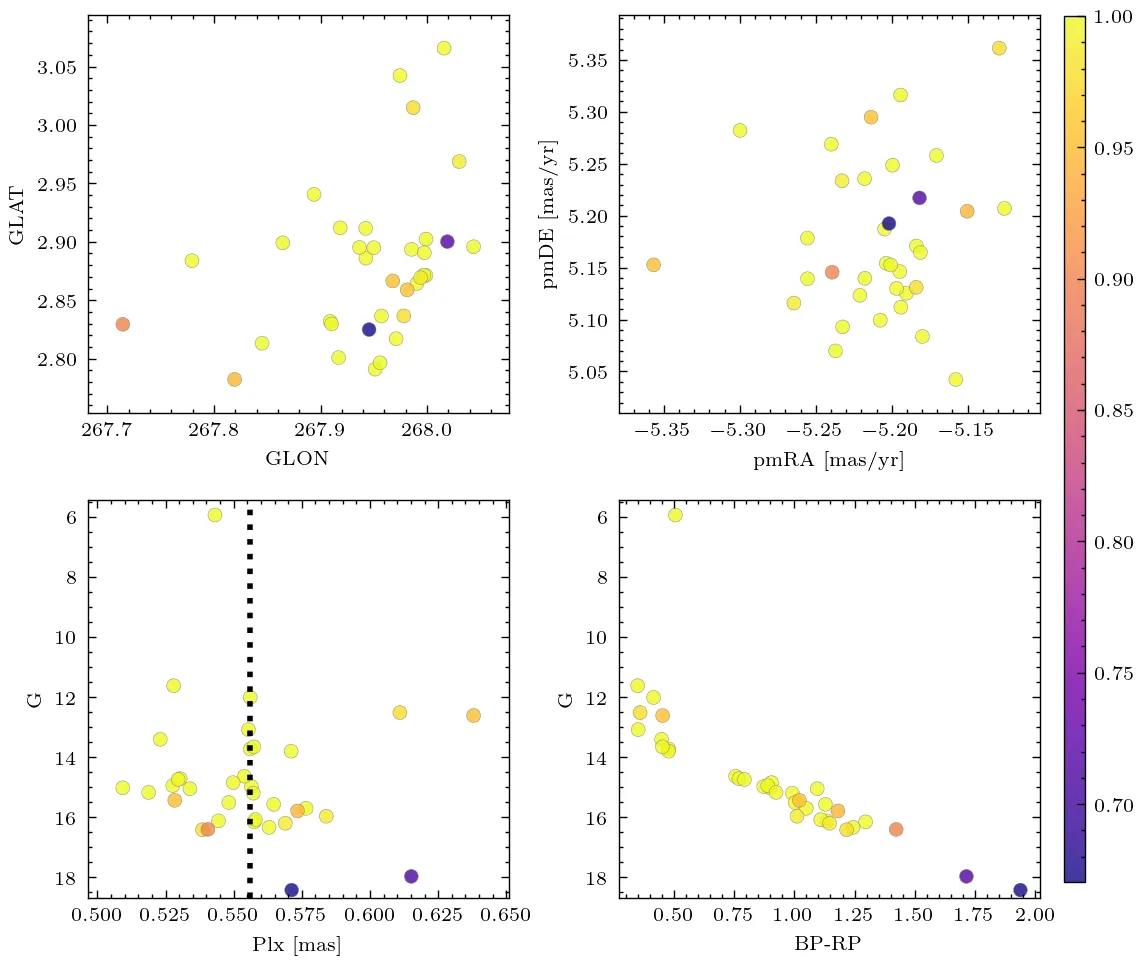 3.05
3.00
2.95
2.90
2.85
2.80
GLAT
267.7 267.8 267.9 268.0
GLON
5.35
5.30
5.25
5.20
5.15
5.10
5.05
pmDE [mas/yr]
−5.35 −5.30 −5.25 −5.20 −5.15
pmRA [mas/yr]
6
8
10
12
14
16
18
G
0.500 0.525 0.555 0.575 0.600 0.625 0.650
Plx [mas]
6
8
10
12
14
16
18
G
0.50 0.75 1.00 1.25 1.50 1.75 2.00
BP-RP
1.00
0.95
0.90
0.85
0.80
0.75
0.70